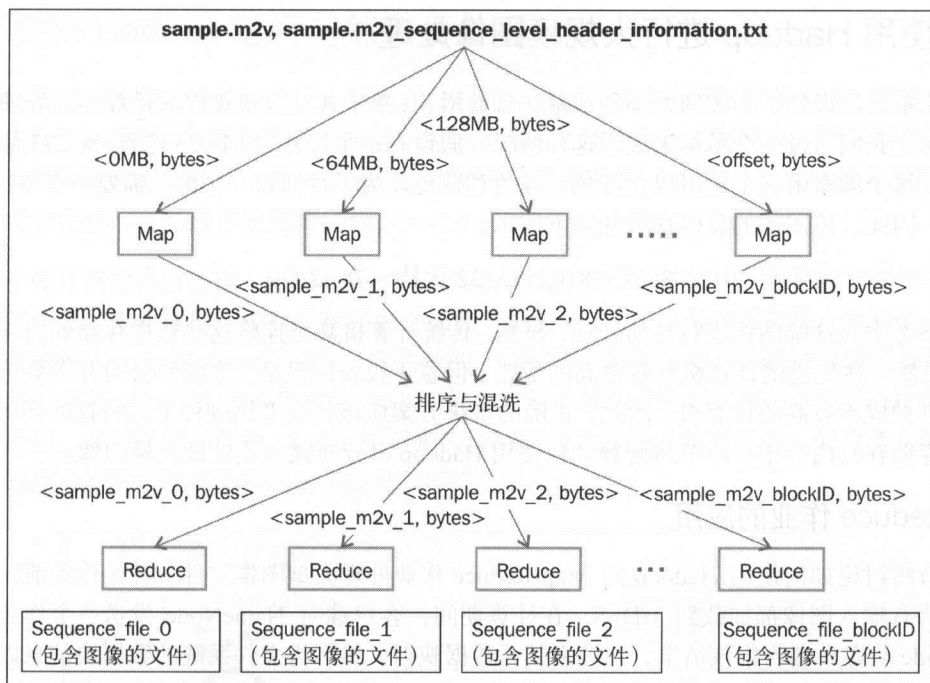 sample.m2v, sample.m2v_sequence_level_header_information.txt
<128MB, bytes>
<0MB, bytes>
<64MB, bytes>
<offset, bytes>
Map
Map
Map
Map
<sample_m2v_1, bytes>
<sample_m2v_blockID, bytes>
<sample_m2v_0, bytes>
<sample_m2v_2, bytes>
排序与混洗
<sample_m2v_0, bytes>
<sample_m2v_2, bytes>
<sample_m2v_blockID, bytes>
<sample_m2v_1, bytes>
Reduce
Reduce
Reduce
Reduce
Sequence_file_0
(包含图像的文件)
Sequence_file_1
(包含图像的文件)
Sequence_file_2
(包含图像的文件)
Sequence_file_blockID
(包含图像的文件)